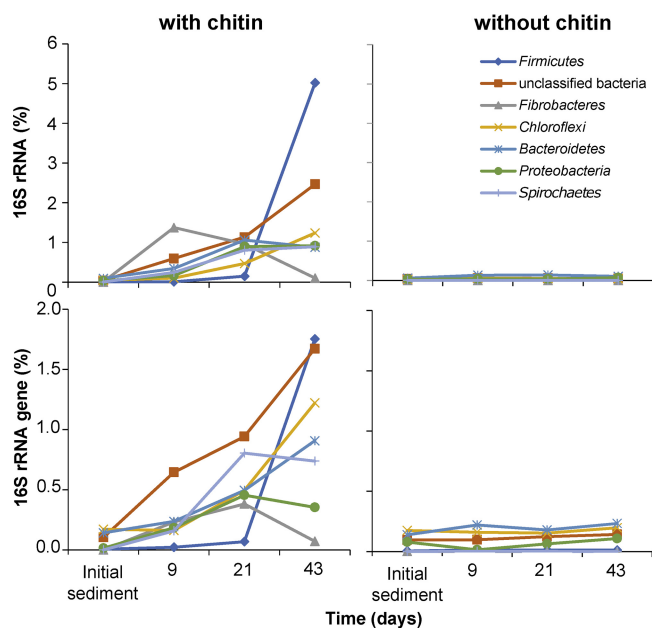 with chitin
without chitin
16S rRNA (%)
6
5
4
3
2
1
0
Firmicutes
unclassified bacteria
Fibrobacteres
Chloroflexi
Bacteroidetes
Proteobacteria
Spirochaetes
16S rRNA gene (%)
2.0
1.5
1.0
0.5
0.0
Initial
sediment
9
21
43
Initial
sediment
9
21
43
Time (days)